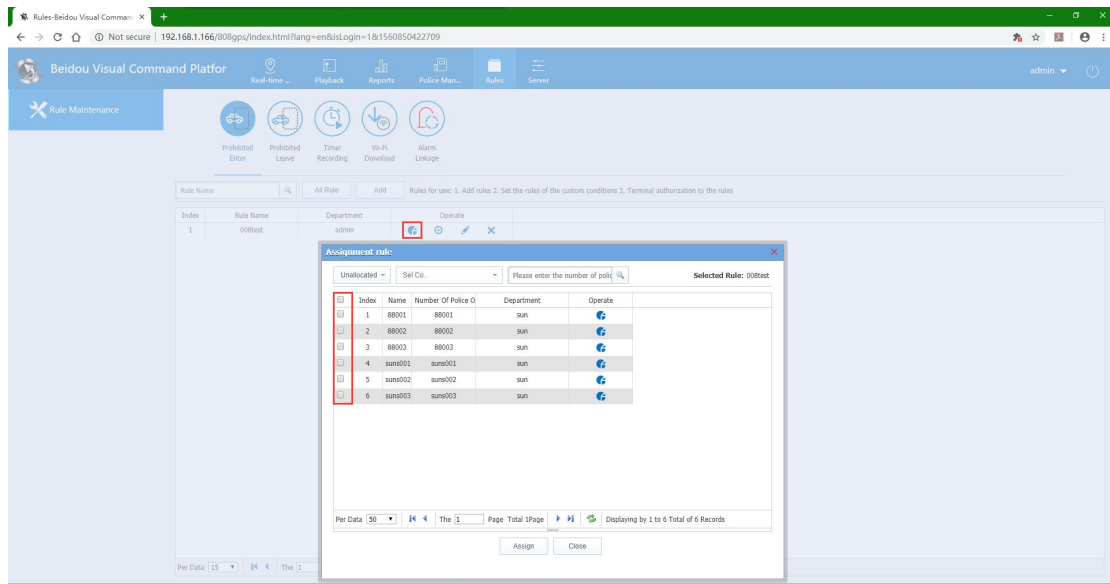 Rules-Beidou Visual Comman
Not secure | 192.168.1.166/808gps/index.html?lang=en&isLogin=1&1560850422709
Beidou Visual Command Platfor
Real-time ...
Playback
Reports
Police Man...
Rules
Server
admin
Rule Maintenance
Prohibited Enter
Prohibited Leave
Timer Recording
Wi-Fi Download
Alarm Linkage
Rule Name
All Rule
Add
Rules for use: 1. Add rules 2. Set the rules of the custom conditions 3. Terminal authorization to the rules
Index Rule Name Department Operate
1 008test admin
Assignment rule
Unallocated
Sel Co.
Please enter the number of polic
Selected Rule: 008test
Index Name Number Of Police O Department Operate
1 88001 88001 sun
2 88002 88002 sun
3 88003 88003 sun
4 suns001 suns001 sun
5 suns002 suns002 sun
6 suns003 suns003 sun
Per Data 50 The 1 Page Total 1Page Displaying by 1 to 6 Total of 6 Records
Assign
Close
Per Data 15 The 1